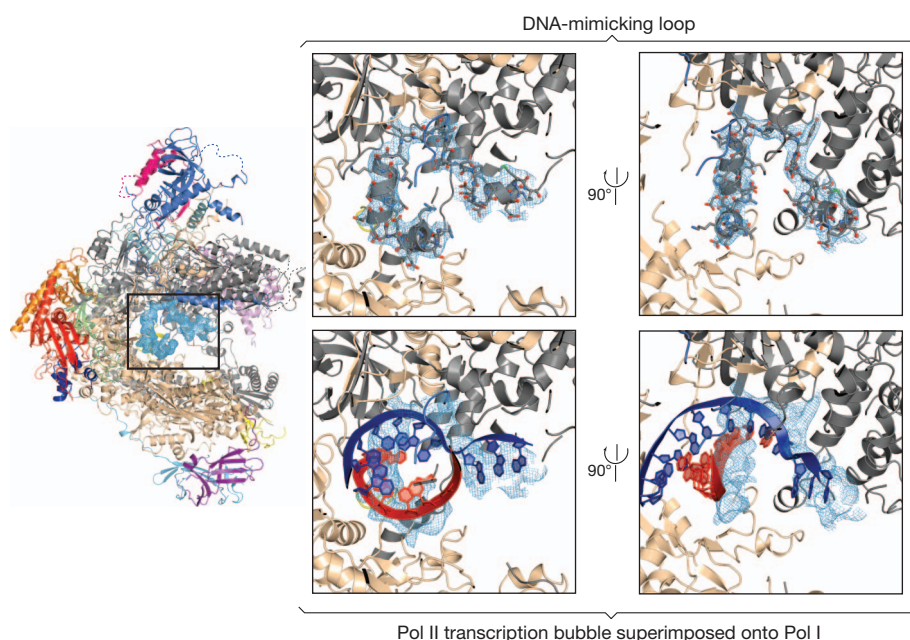 DNA-mimicking loop
90°
90°
Pol II transcription bubble superimposed onto Pol I